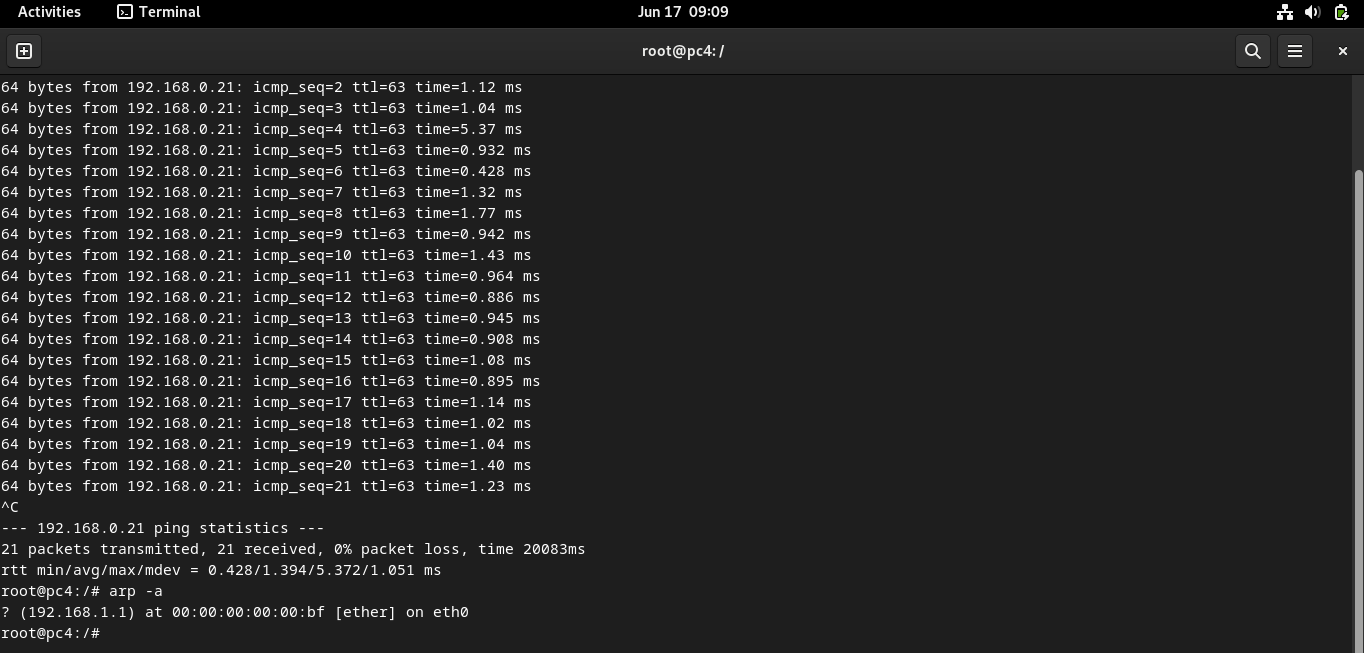 Activities
Terminal
Jun 17 09:09
root@pc4: /
64 bytes from 192.168.0.21: icmp_seq=2 ttl=63 time=1.12 ms
64 bytes from 192.168.0.21: icmp_seq=3 ttl=63 time=1.04 ms
64 bytes from 192.168.0.21: icmp_seq=4 ttl=63 time=5.37 ms
64 bytes from 192.168.0.21: icmp_seq=5 ttl=63 time=0.932 ms
64 bytes from 192.168.0.21: icmp_seq=6 ttl=63 time=0.428 ms
64 bytes from 192.168.0.21: icmp_seq=7 ttl=63 time=1.32 ms
64 bytes from 192.168.0.21: icmp_seq=8 ttl=63 time=1.77 ms
64 bytes from 192.168.0.21: icmp_seq=9 ttl=63 time=0.942 ms
64 bytes from 192.168.0.21: icmp_seq=10 ttl=63 time=1.43 ms
64 bytes from 192.168.0.21: icmp_seq=11 ttl=63 time=0.964 ms
64 bytes from 192.168.0.21: icmp_seq=12 ttl=63 time=0.886 ms
64 bytes from 192.168.0.21: icmp_seq=13 ttl=63 time=0.945 ms
64 bytes from 192.168.0.21: icmp_seq=14 ttl=63 time=0.908 ms
64 bytes from 192.168.0.21: icmp_seq=15 ttl=63 time=1.08 ms
64 bytes from 192.168.0.21: icmp_seq=16 ttl=63 time=0.895 ms
64 bytes from 192.168.0.21: icmp_seq=17 ttl=63 time=1.14 ms
64 bytes from 192.168.0.21: icmp_seq=18 ttl=63 time=1.02 ms
64 bytes from 192.168.0.21: icmp_seq=19 ttl=63 time=1.04 ms
64 bytes from 192.168.0.21: icmp_seq=20 ttl=63 time=1.40 ms
64 bytes from 192.168.0.21: icmp_seq=21 ttl=63 time=1.23 ms
^C
--- 192.168.0.21 ping statistics ---
21 packets transmitted, 21 received, 0% packet loss, time 20083ms
rtt min/avg/max/mdev = 0.428/1.394/5.372/1.051 ms
root@pc4:/# arp -a
? (192.168.1.1) at 00:00:00:00:00:bf [ether] on eth0
root@pc4:/#